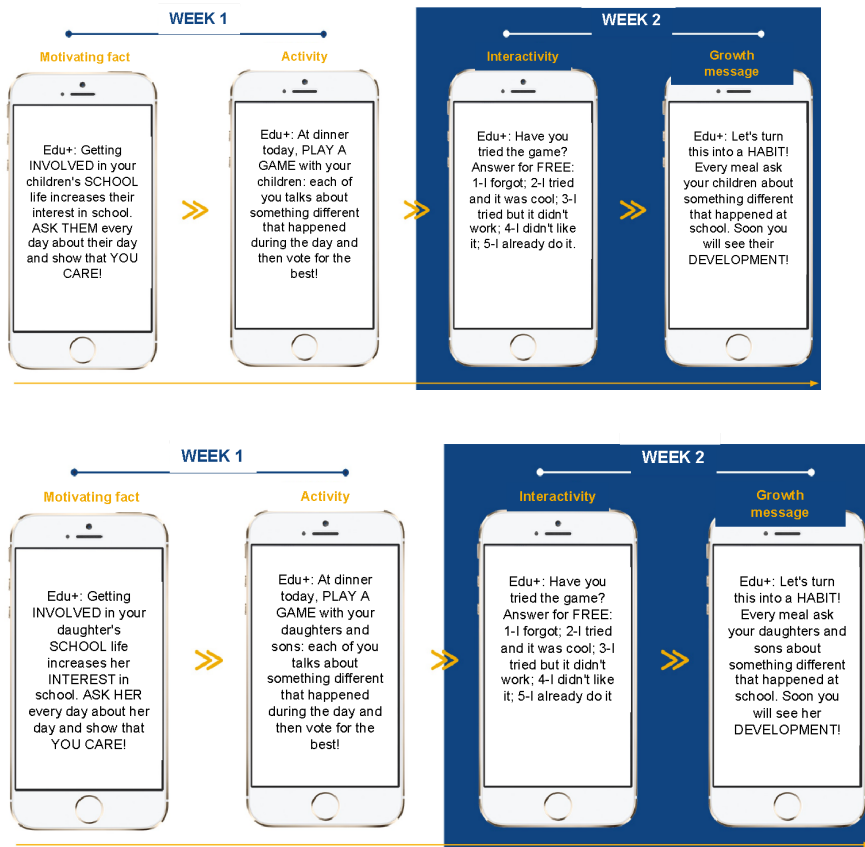 WEEK 1
WEEK 2
Motivating fact
Activity
Interactivity
Growth
message
Edu+: Getting
INVOLVED in your
children's SCHOOL
life increases their
interest in school.
ASK THEM every
day about their day
and show that YOU
CARE!
Edu+: At dinner
today, PLAY A
GAME with your
children: each of
you talks about
something different
that happened
during the day and
then vote for the
best!
Edu+: Have you
tried the game?
Answer for FREE:
1-I forgot; 2-I tried
and it was cool; 3-I
tried but it didn't
work; 4-I didn't like
it; 5-I already do it.
Edu+: Let's turn
this into a HABIT!
Every meal ask
your children about
something different
that happened at
school. Soon you
will see their
DEVELOPMENT!
WEEK 1
WEEK 2
Motivating fact
Activity
Interactivity
Growth
message
Edu+: Getting
INVOLVED in your
daughter's
SCHOOL life
increases her
INTEREST in
school. ASK HER
every day about her
day and show that
YOU CARE!
Edu+: At dinner
today, PLAY A
GAME with your
daughters and
sons: each of you
talks about
something different
that happened
during the day and
then vote for the
best!
Edu+: Have you
tried the game?
Answer for FREE:
1-I forgot; 2-I tried
and it was cool; 3-I
tried but it didn't
work; 4-I didn't like
it; 5-I already do it
Edu+: Let's turn
this into a HABIT!
Every meal ask
your daughters and
sons about
something different
that happened at
school. Soon you
will see her
DEVELOPMENT!